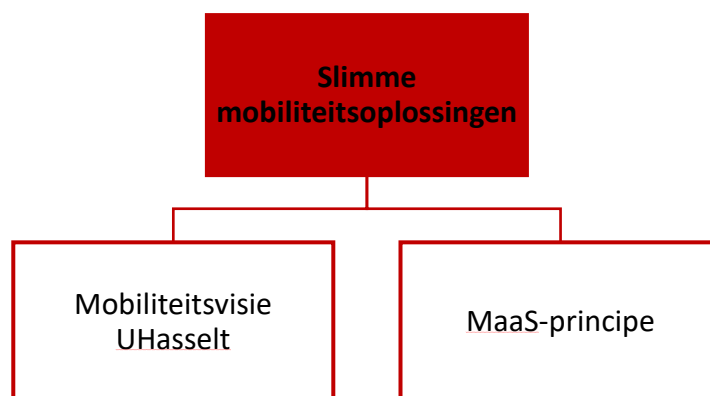 Slimme
mobiliteitsoplossingen
Mobiliteitsvisie
UHasselt
MaaS-principe